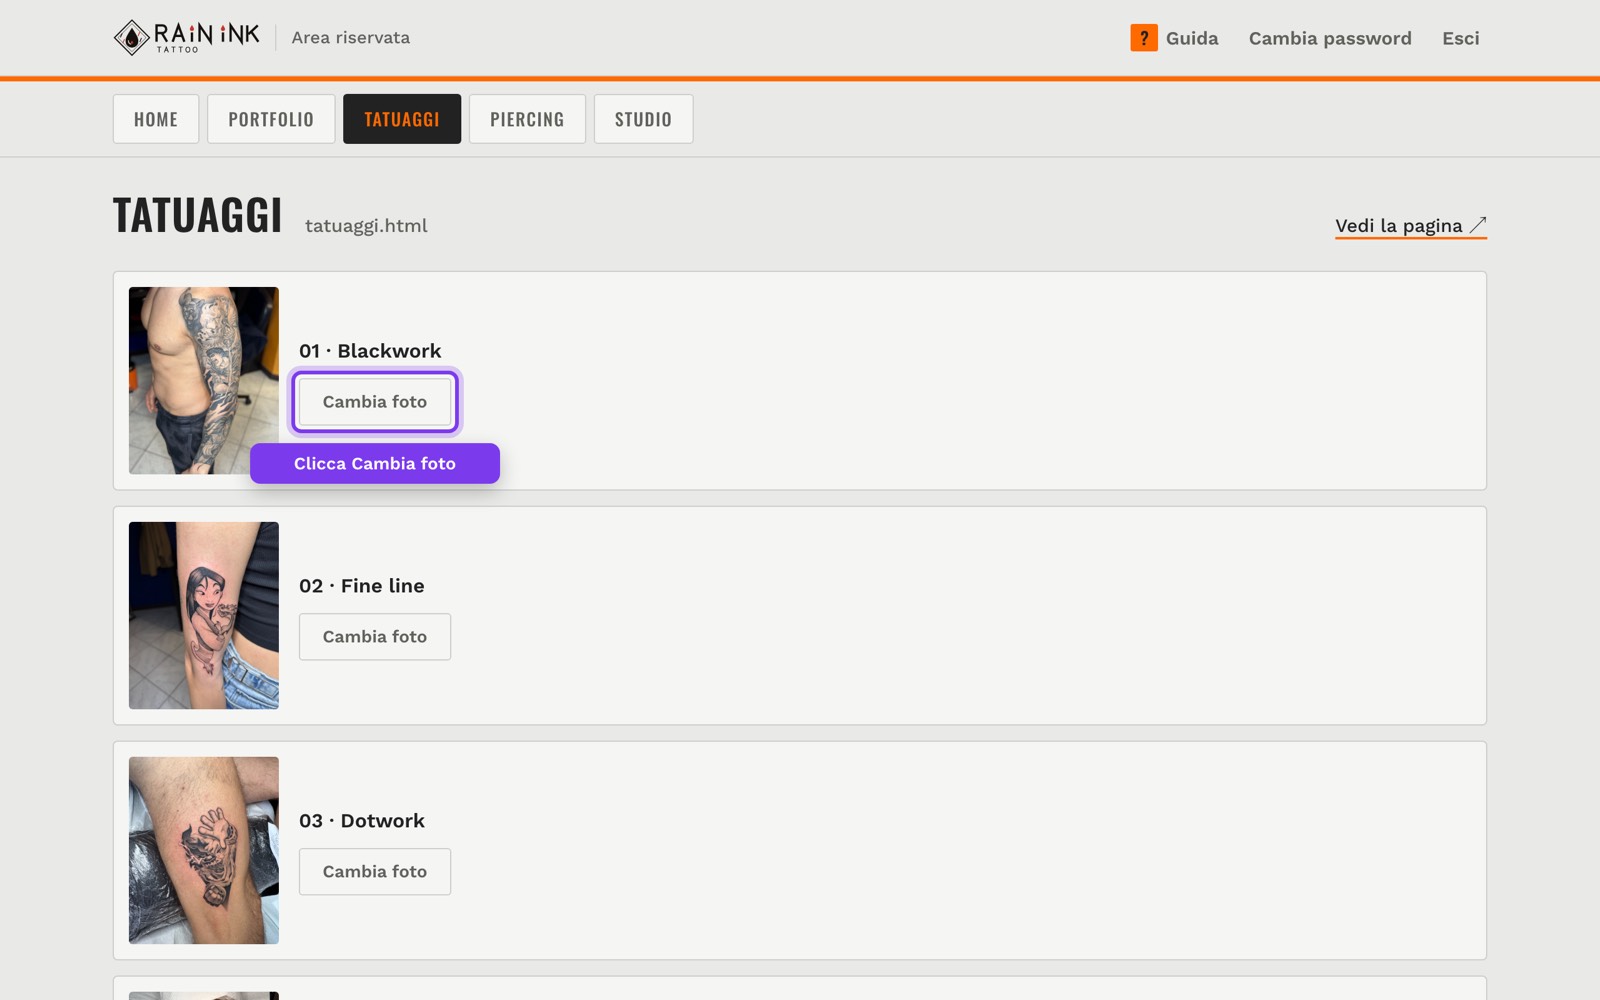 RAIN INK
TATTOO
Area riservata
? Guida
Cambia password
Esci
HOME
PORTFOLIO
TATUAGGI
PIERCING
STUDIO
TATUAGGI
tatuaggi.html
Vedi la pagina ↗
01 · Blackwork
Cambia foto
Clicca Cambia foto
02 · Fine line
Cambia foto
03 · Dotwork
Cambia foto